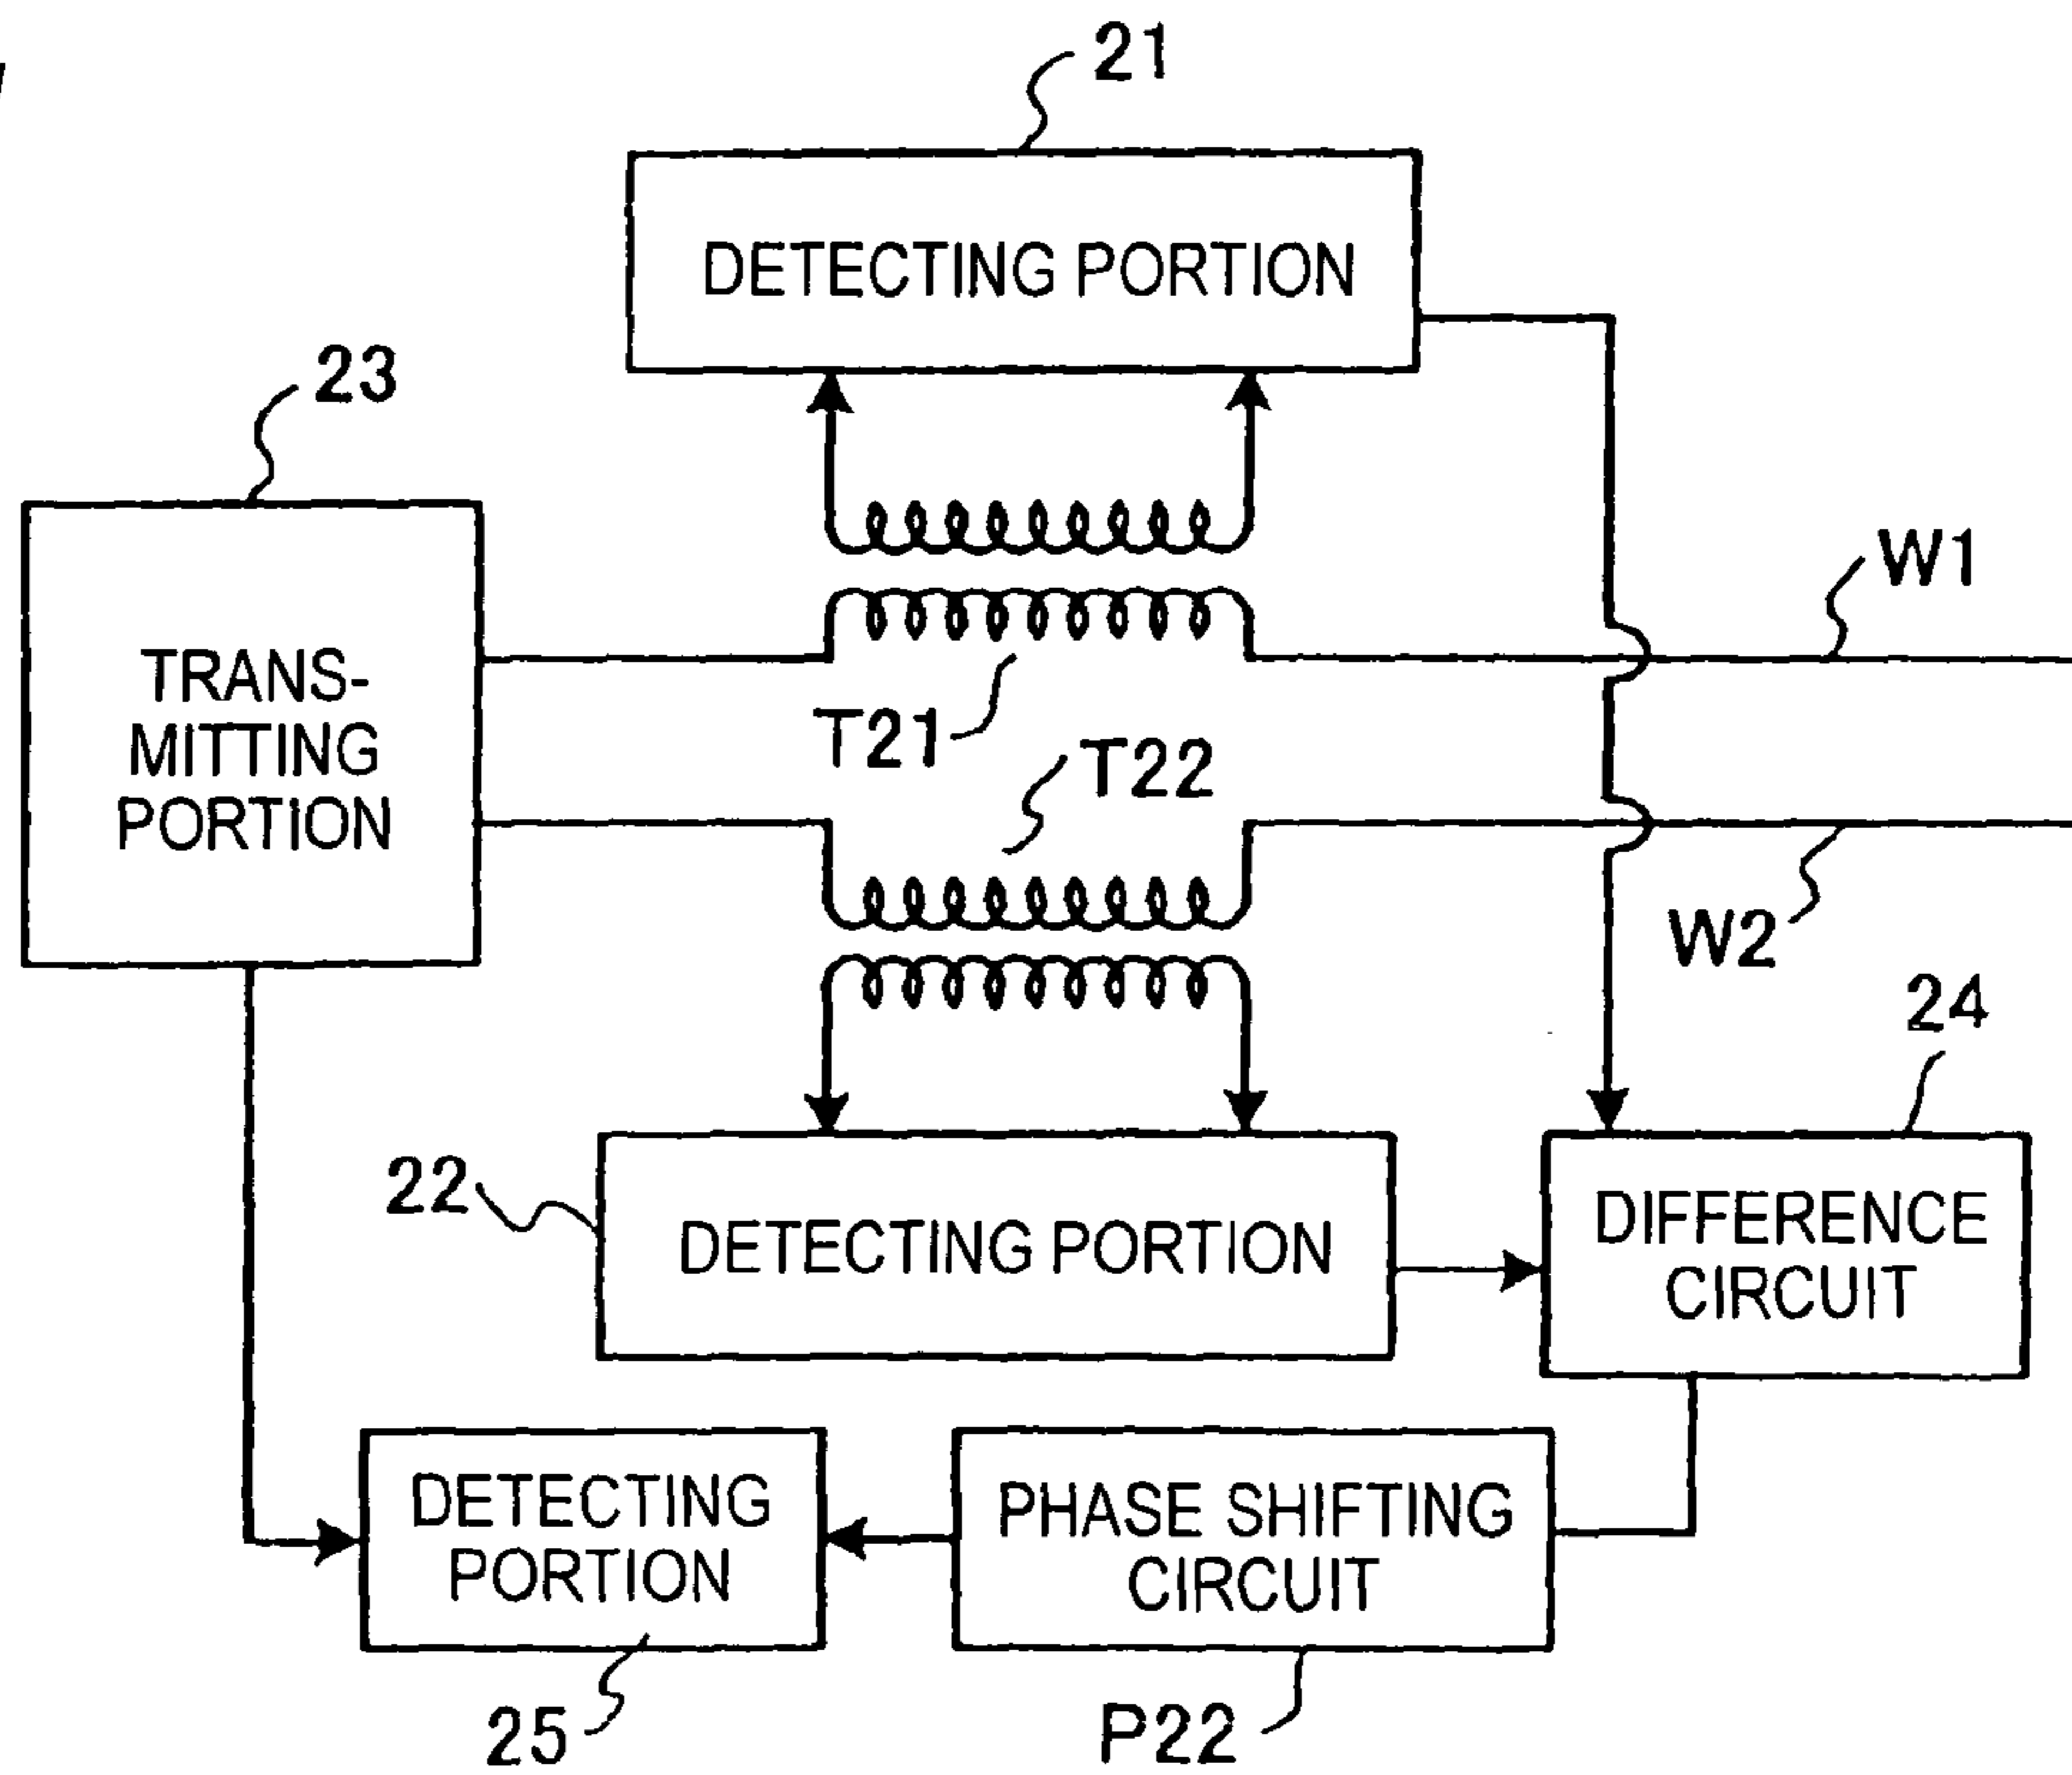 21
DETECTING PORTION
23
W1
TRANS-
MITTING
PORTION
T21
T22
W2
24
22
DETECTING PORTION
DIFFERENCE
CIRCUIT
DETECTING
PORTION
PHASE SHIFTING
CIRCUIT
25
P22